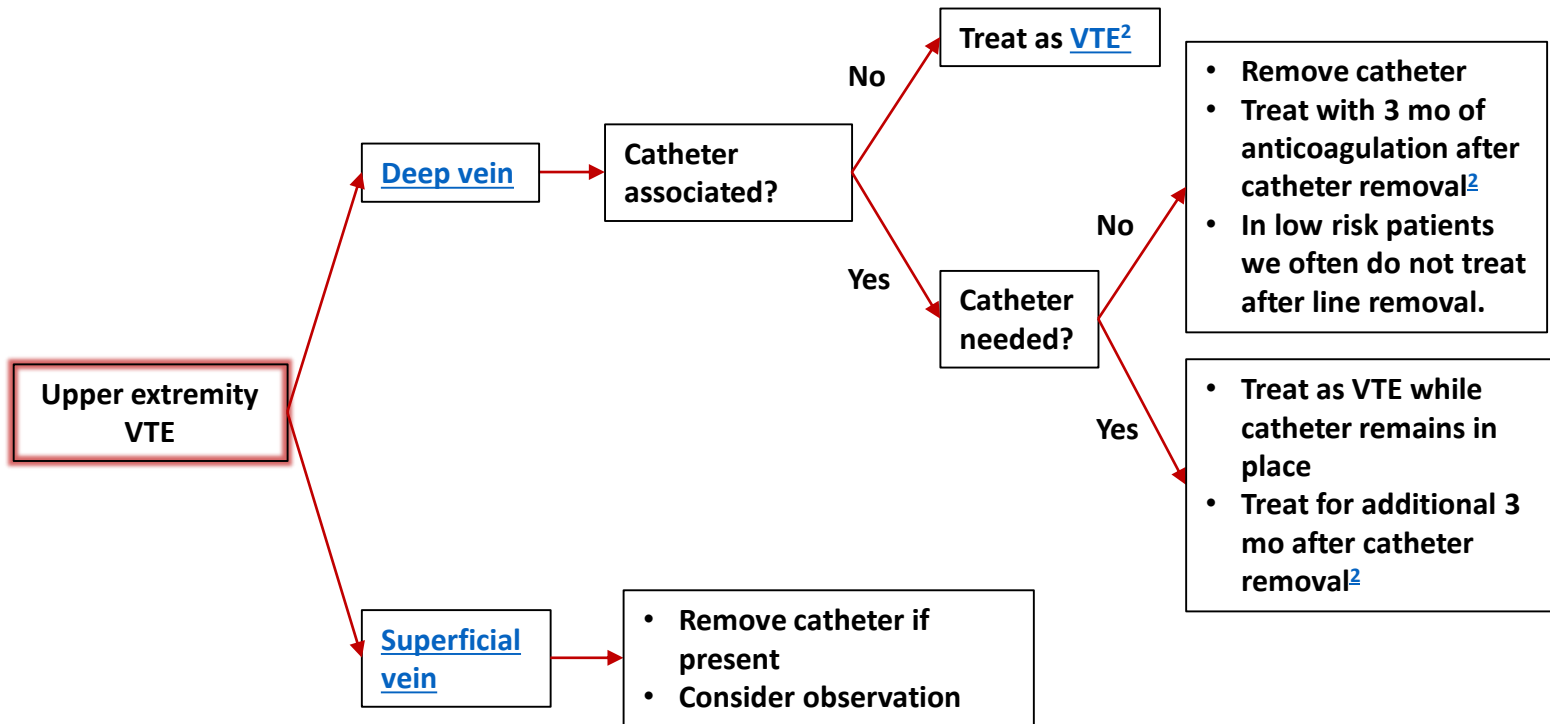 Treat as VTE2
No
• Remove catheter
• Treat with 3 mo of
anticoagulation after
catheter removal2
• In low risk patients
we often do not treat
after line removal.
Deep vein
Catheter
associated?
No
Yes
Catheter
needed?
Upper extremity
VTE
Yes
• Treat as VTE while
catheter remains in
place
• Treat for additional 3
mo after catheter
removal2
Superficial
vein
• Remove catheter if
present
• Consider observation